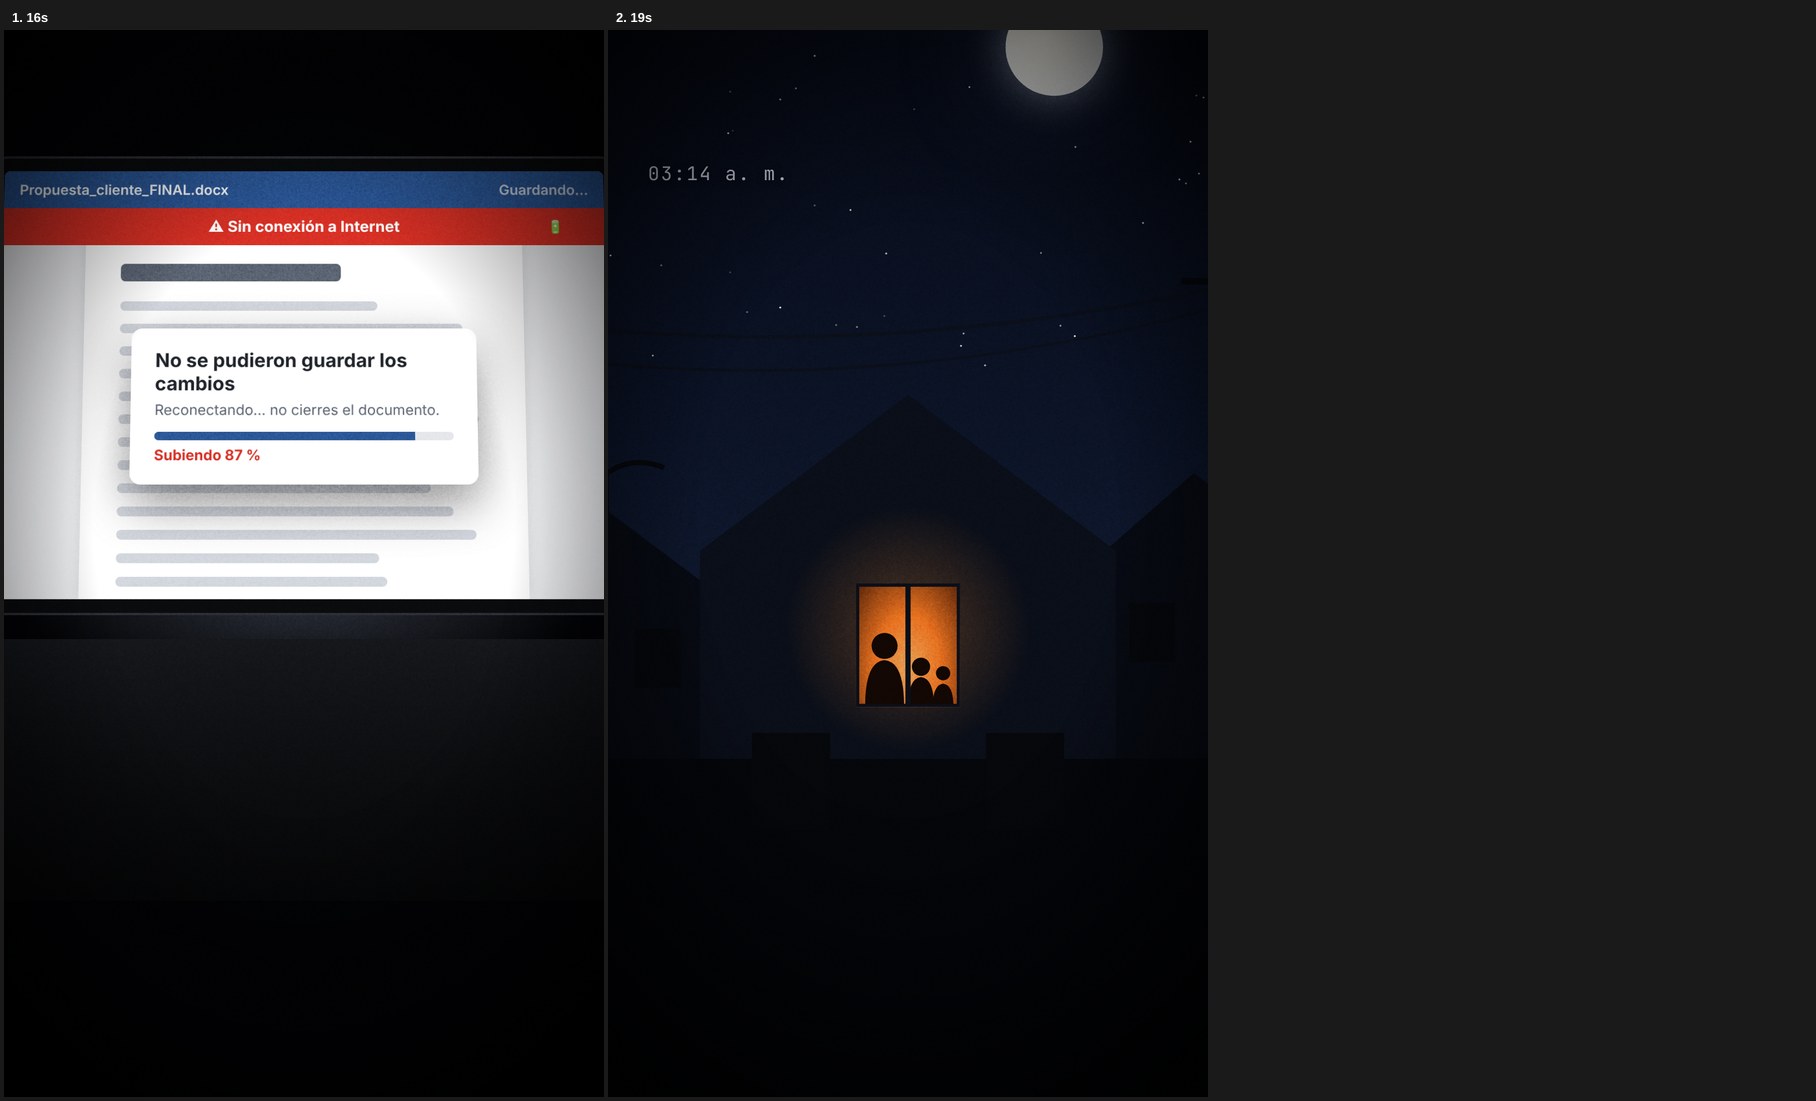 1. 16s
Propuesta_cliente_FINAL.docx
Guardando...
⚠ Sin conexión a Internet
No se pudieron guardar los
cambios
Reconectando... no cierres el documento.
Subiendo 87 %
2. 19s
03:14 a. m.